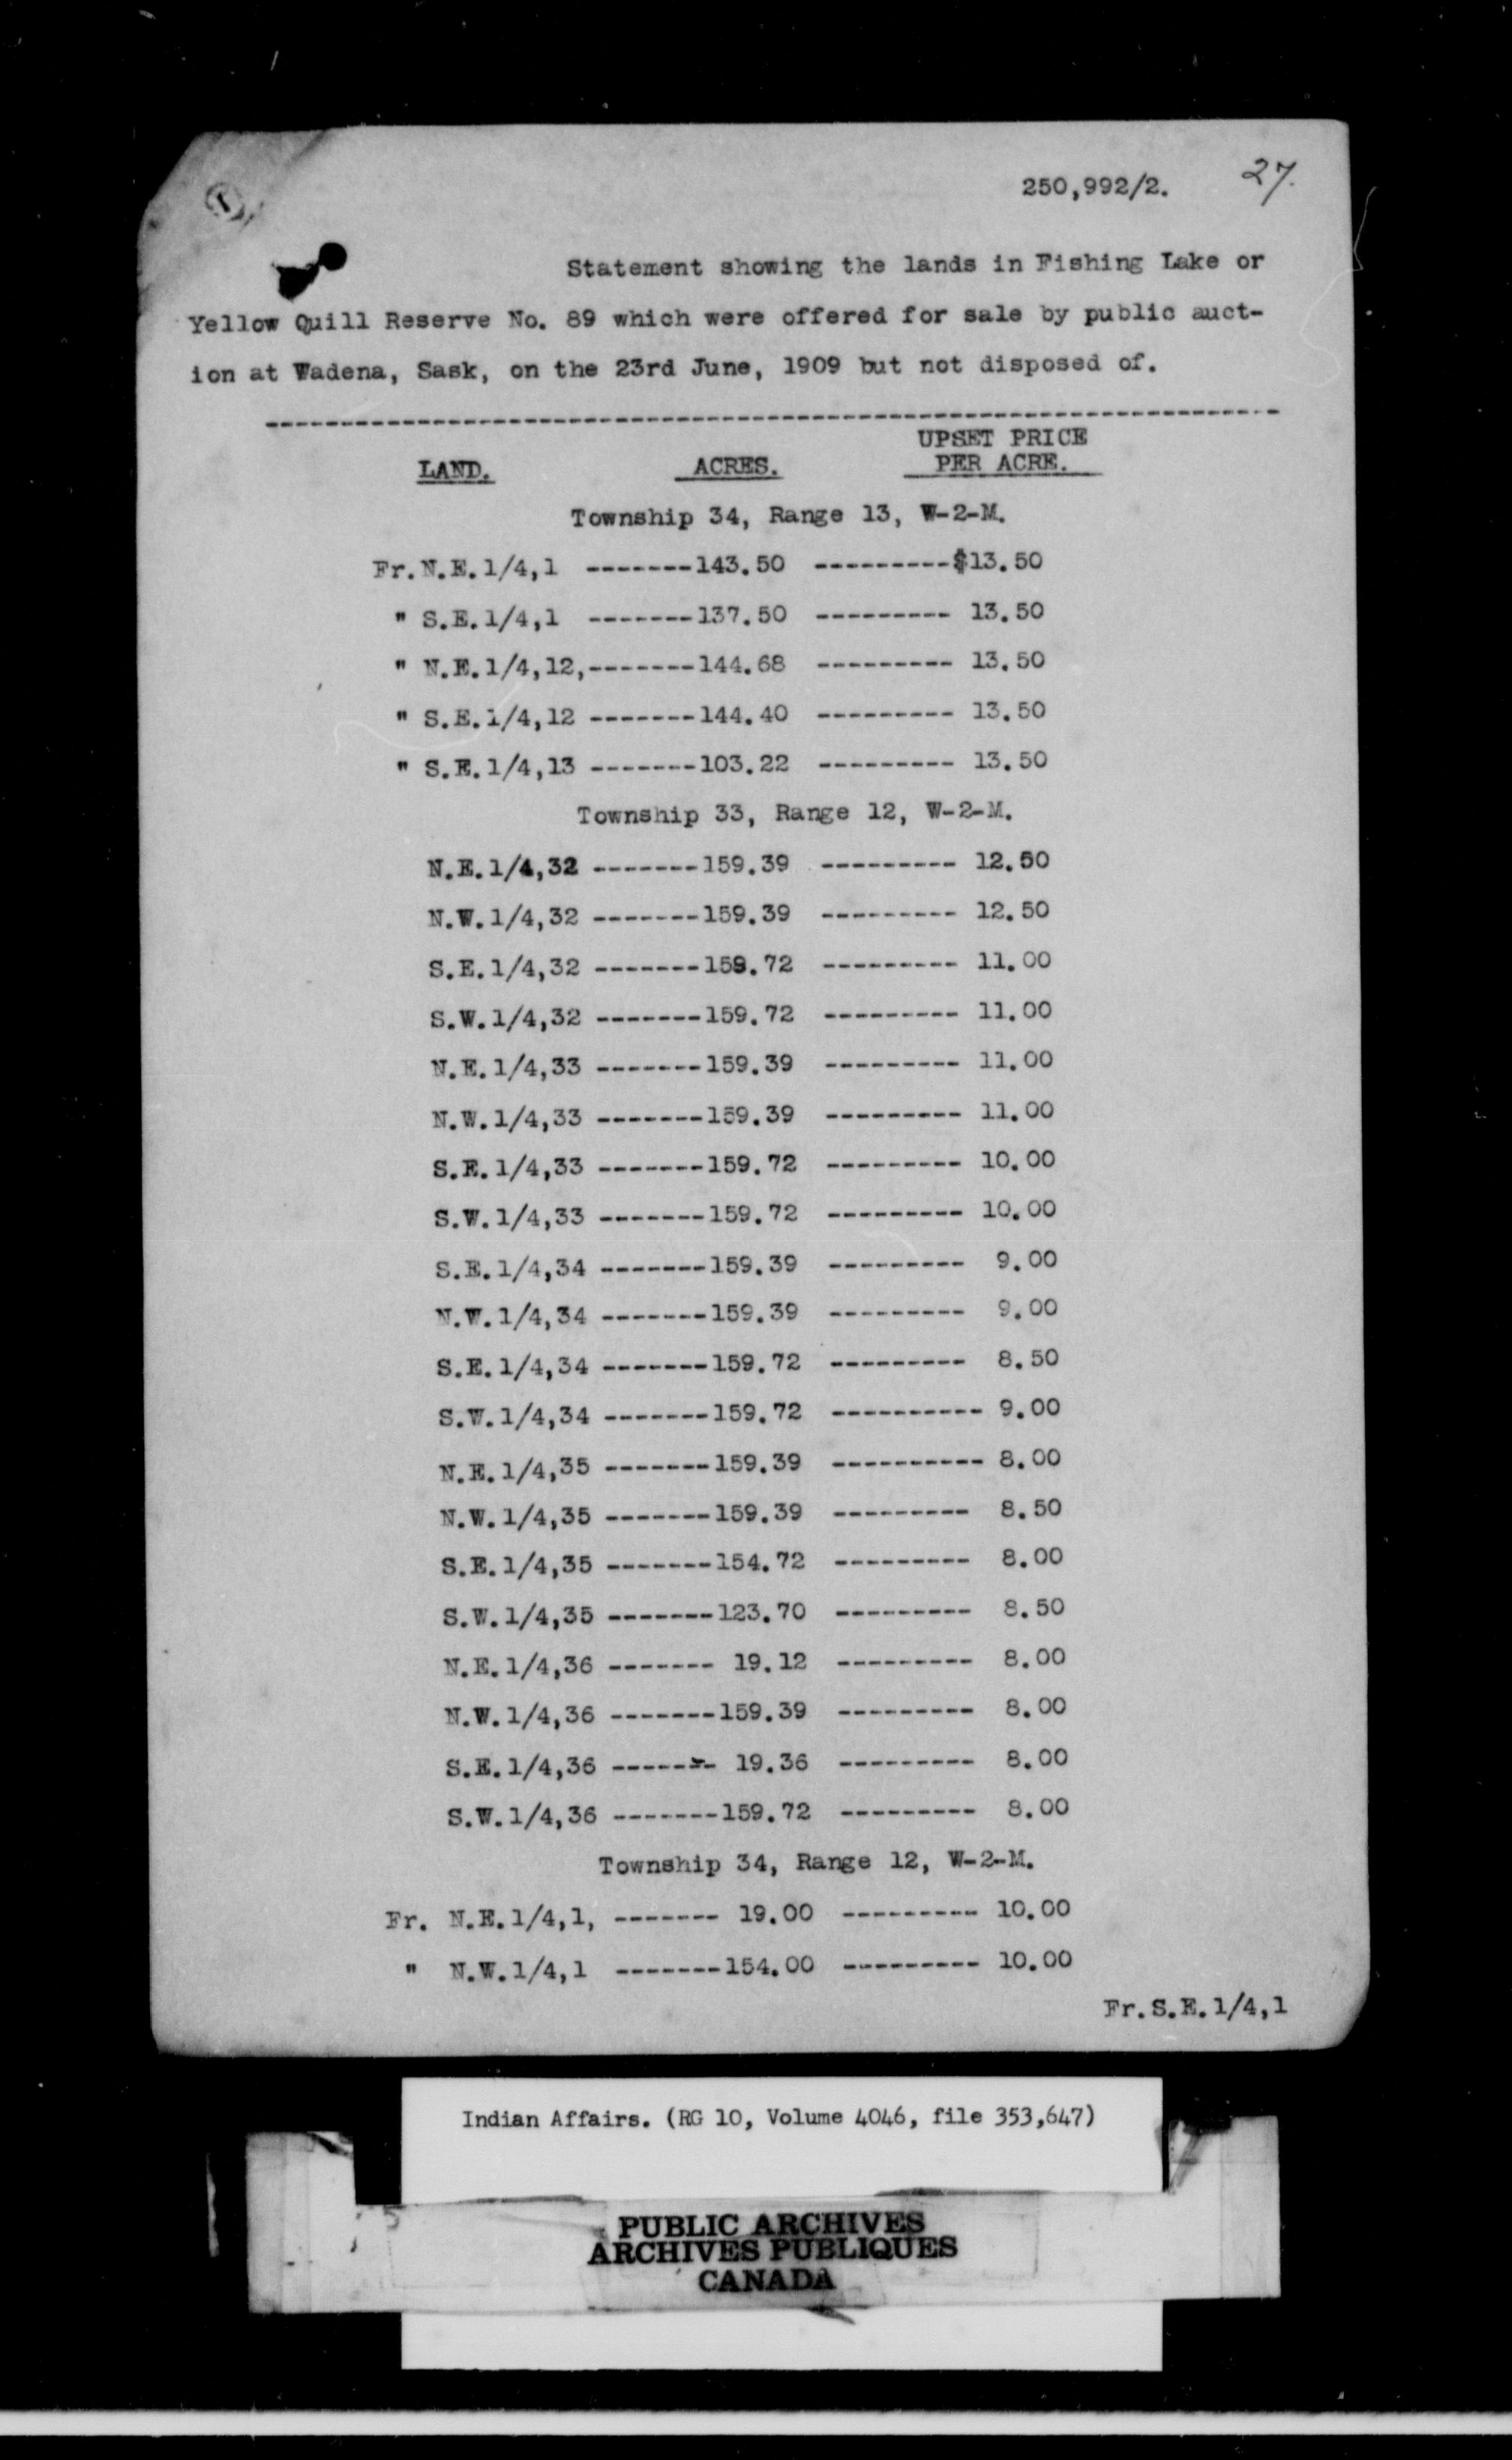 250,992/2. 27.
1
Statement showing the lands in Fishing Lake or
Yellow Quill Reserve No. 89 which were offered for sale by public auct-
ion at Wadena, Sask, on the 23rd June, 1909 but not disposed of.
--------------------------------------------------------------------
UPSET PRICE
LAND. ACRES. PER ACRE.
Township 34, Range 13, W-2-M.
Fr. N.E.1/4,1 -------143.50 ---------$13.50
" S.E.1/4,1 -------137.50 --------- 13.50
" N.E.1/4,12,-------144.68 --------- 13.50
" S.E.1/4,12 -------144.40 --------- 13.50
" S.E.1/4,13 -------103.22 --------- 13.50
Township 33, Range 12, W-2-M.
N.E.1/4,32 -------159.39 --------- 12.50
N.W.1/4,32 -------159.39 --------- 12.50
S.E.1/4,32 -------159.72 --------- 11.00
S.W.1/4,32 -------159.72 --------- 11.00
N.E.1/4,33 -------159.39 --------- 11.00
N.W.1/4,33 -------159.39 --------- 11.00
S.E.1/4,33 -------159.72 --------- 10.00
S.W.1/4,33 -------159.72 --------- 10.00
S.E.1/4,34 -------159.39 --------- 9.00
N.W.1/4,34 -------159.39 --------- 9.00
S.E.1/4,34 -------159.72 --------- 8.50
S.W.1/4,34 -------159.72 ---------- 9.00
N.E.1/4,35 -------159.39 ---------- 8.00
N.W.1/4,35 -------159.39 --------- 8.50
S.E.1/4,35 -------154.72 --------- 8.00
S.W.1/4,35 -------123.70 --------- 8.50
N.E.1/4,36 ------- 19.12 --------- 8.00
N.W.1/4,36 -------159.39 --------- 8.00
S.E.1/4,36 ------- 19.36 --------- 8.00
S.W.1/4,36 -------159.72 --------- 8.00
Township 34, Range 12, W-2-M.
Fr. N.E.1/4,1, ------- 19.00 --------- 10.00
" N.W.1/4,1 -------154.00 --------- 10.00
Fr.S.E.1/4,1
Indian Affairs. (RG 10, Volume 4046, file 353,647)
PUBLIC ARCHIVES
ARCHIVES PUBLIQUES
CANADA